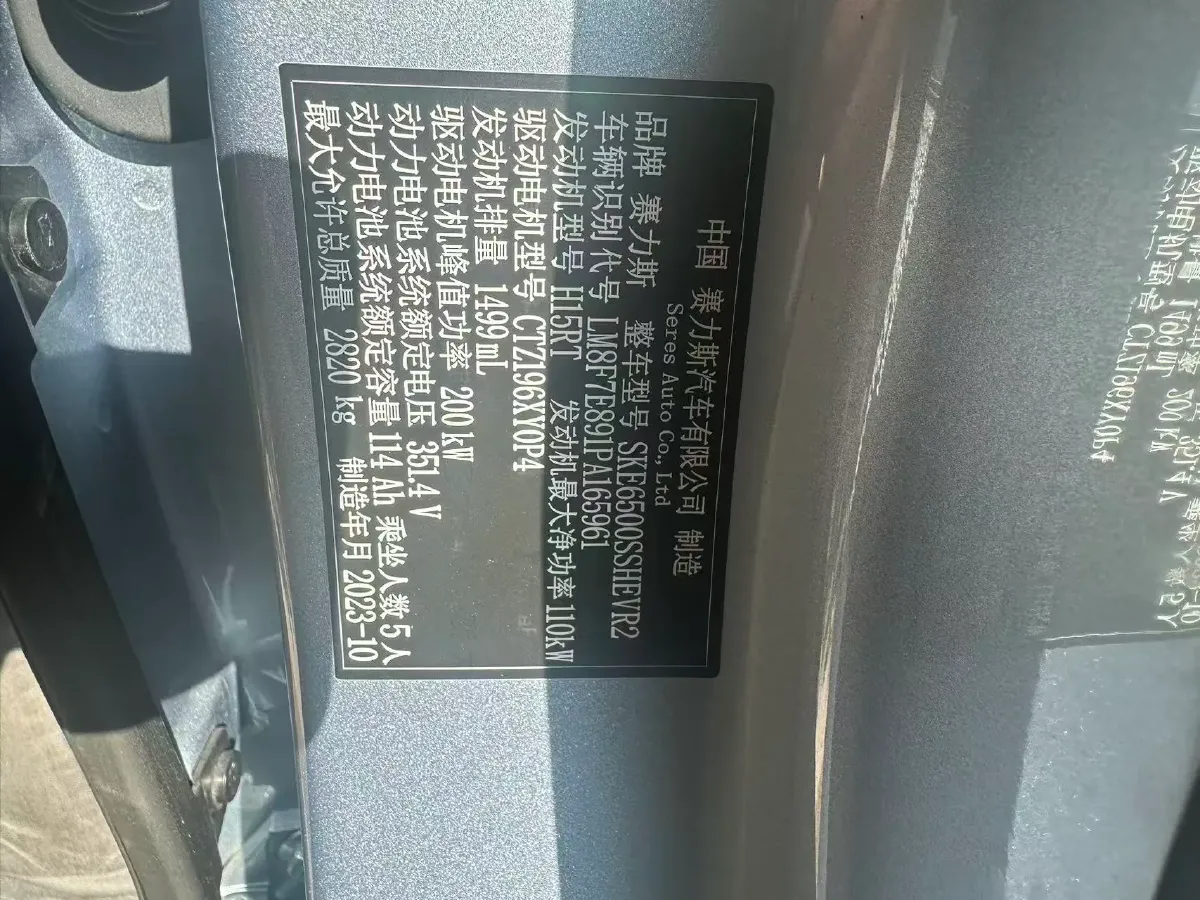 中国 赛力斯汽车有限公司 制造
Seres Auto Co., Ltd
品牌 赛力斯 整车型号 SKE6500SSHEVR2
车辆识别代号 LM8F7E891PA165961
发动机型号 H15RT 发动机最大净功率 110kW
驱动电机型号 CTZ196XY0P4
发动机排量 1499mL
驱动电机峰值功率 200kW
动力电池系统额定电压 351.4 V
动力电池系统额定容量 114 Ah 乘坐人数 5 人
最大允许总质量 2820 kg 制造年月 2023-10